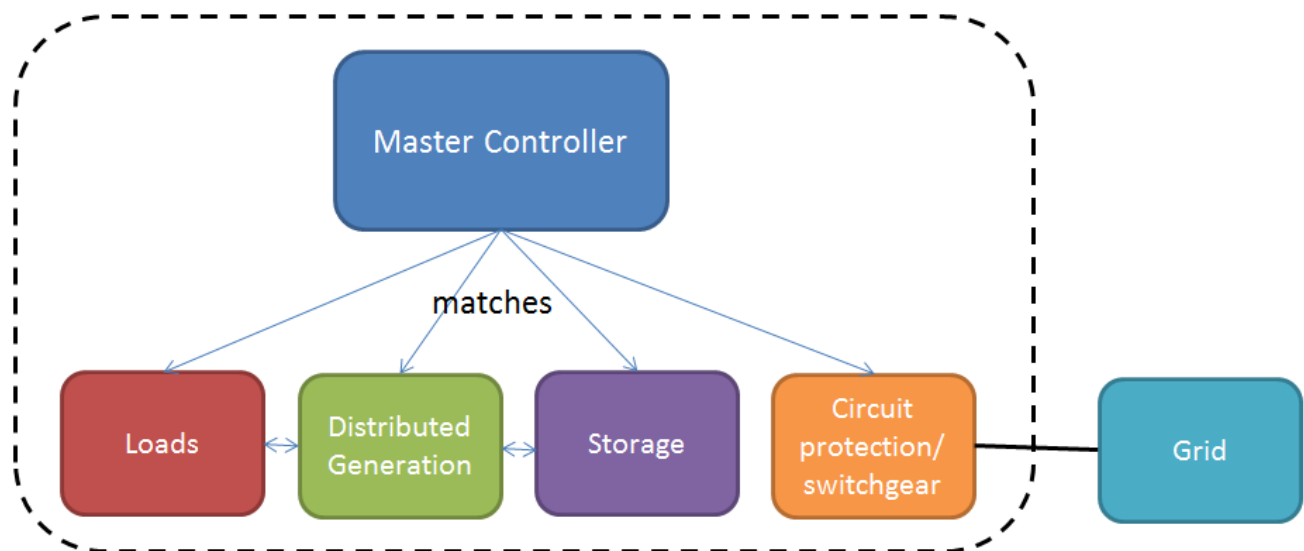 Master Controller
matches
Loads
Distributed
Generation
Storage
Circuit
protection/
switchgear
Grid